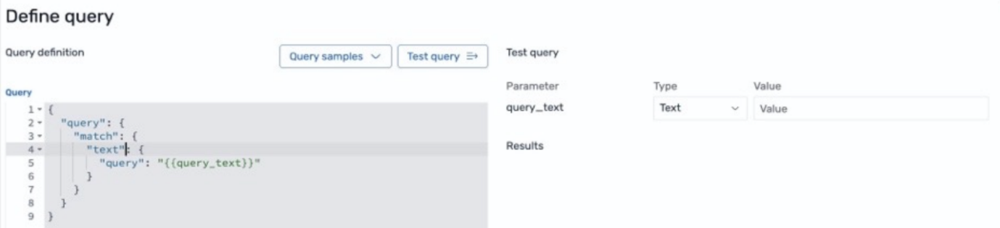 Define query
Query definition
Query samples
Test query
Query
1 {
2 "query": {
3 "match": {
4 "text": {
5 "query": "{{query_text}}"
6 }
7 }
8 }
9 }
Test query
Parameter Type Value
query_text Text Value
Results